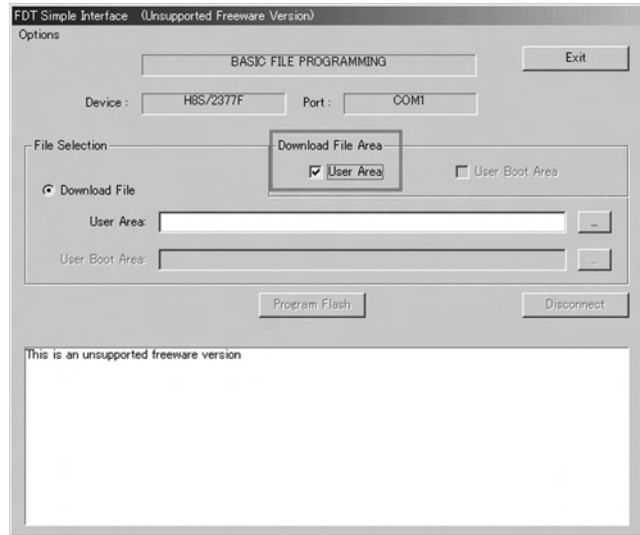 FDT Simple Interface (Unsupported Freeware Version)
Options
BASIC FILE PROGRAMMING
Exit
Device :
H8S/2377F
Port :
COM1
File Selection
Download File Area
User Area
User Boot Area
Download File
User Area:
...
User Boot Area:
...
Program Flash
Disconnect
This is an unsupported freeware version